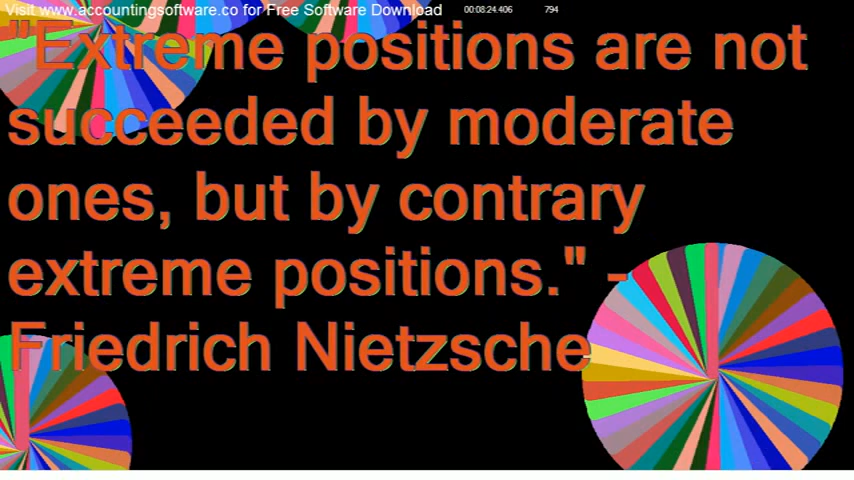 Visit www.accountingsoftware.co for Free Software Download 00:08:24.406 794
"Extreme positions are not
succeeded by moderate
ones, but by contrary
extreme positions." -
Friedrich Nietzsche